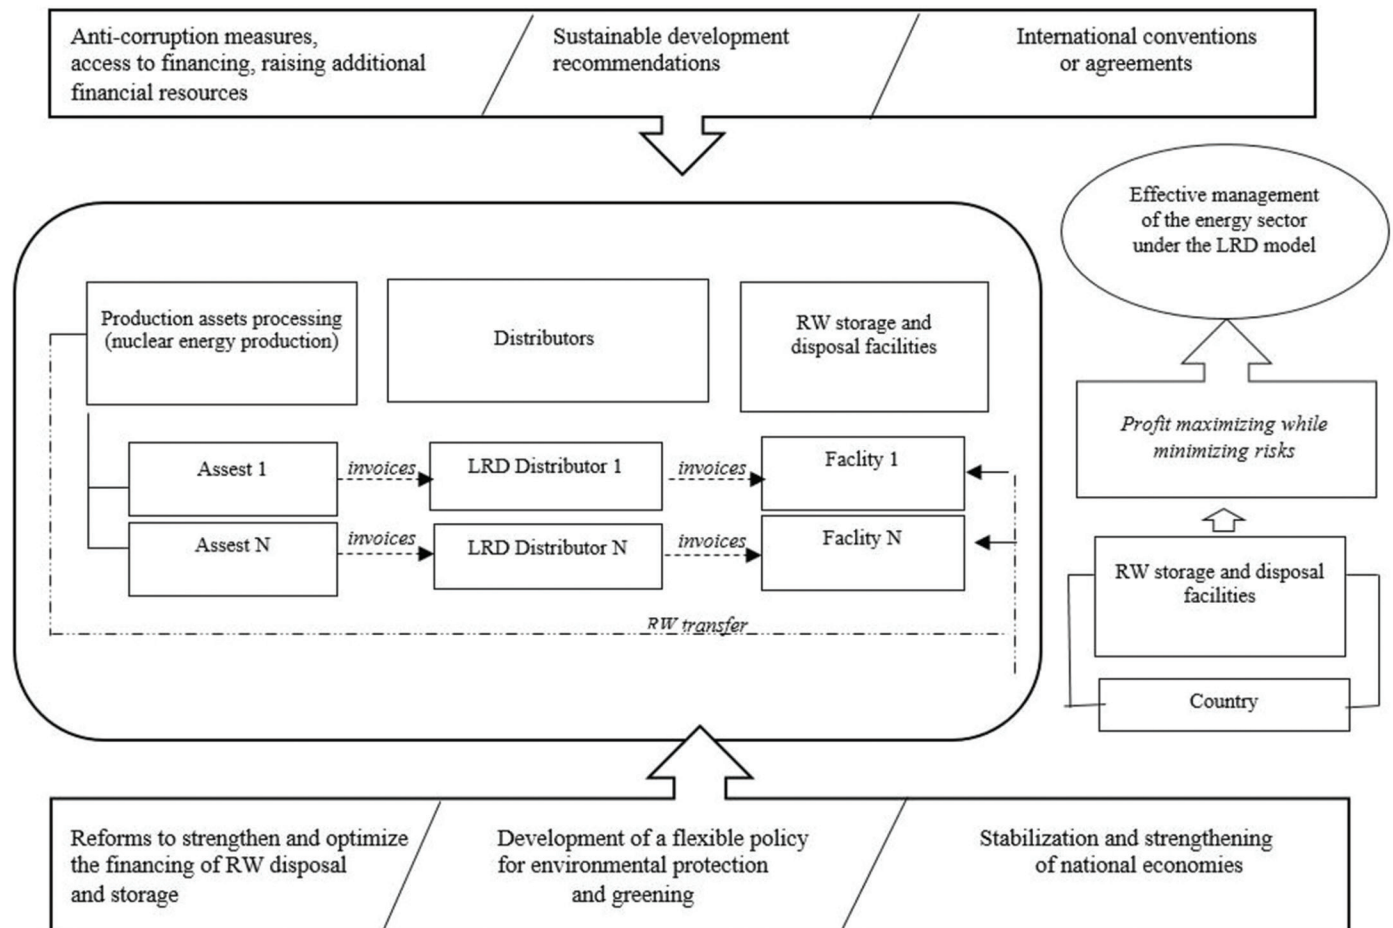 Anti-corruption measures,
access to financing, raising additional
financial resources
Sustainable development
recommendations
International conventions
or agreements
Effective management
of the energy sector
under the LRD model
Production assets processing
(nuclear energy production)
Distributors
RW storage and
disposal facilities
Profit maximizing while
minimizing risks
Assest 1
invoices
LRD Distributor 1
invoices
Faclity 1
Assest N
invoices
LRD Distributor N
invoices
Faclity N
RW transfer
RW storage and disposal
facilities
Country
Reforms to strengthen and optimize
the financing of RW disposal
and storage
Development of a flexible policy
for environmental protection
and greening
Stabilization and strengthening
of national economies